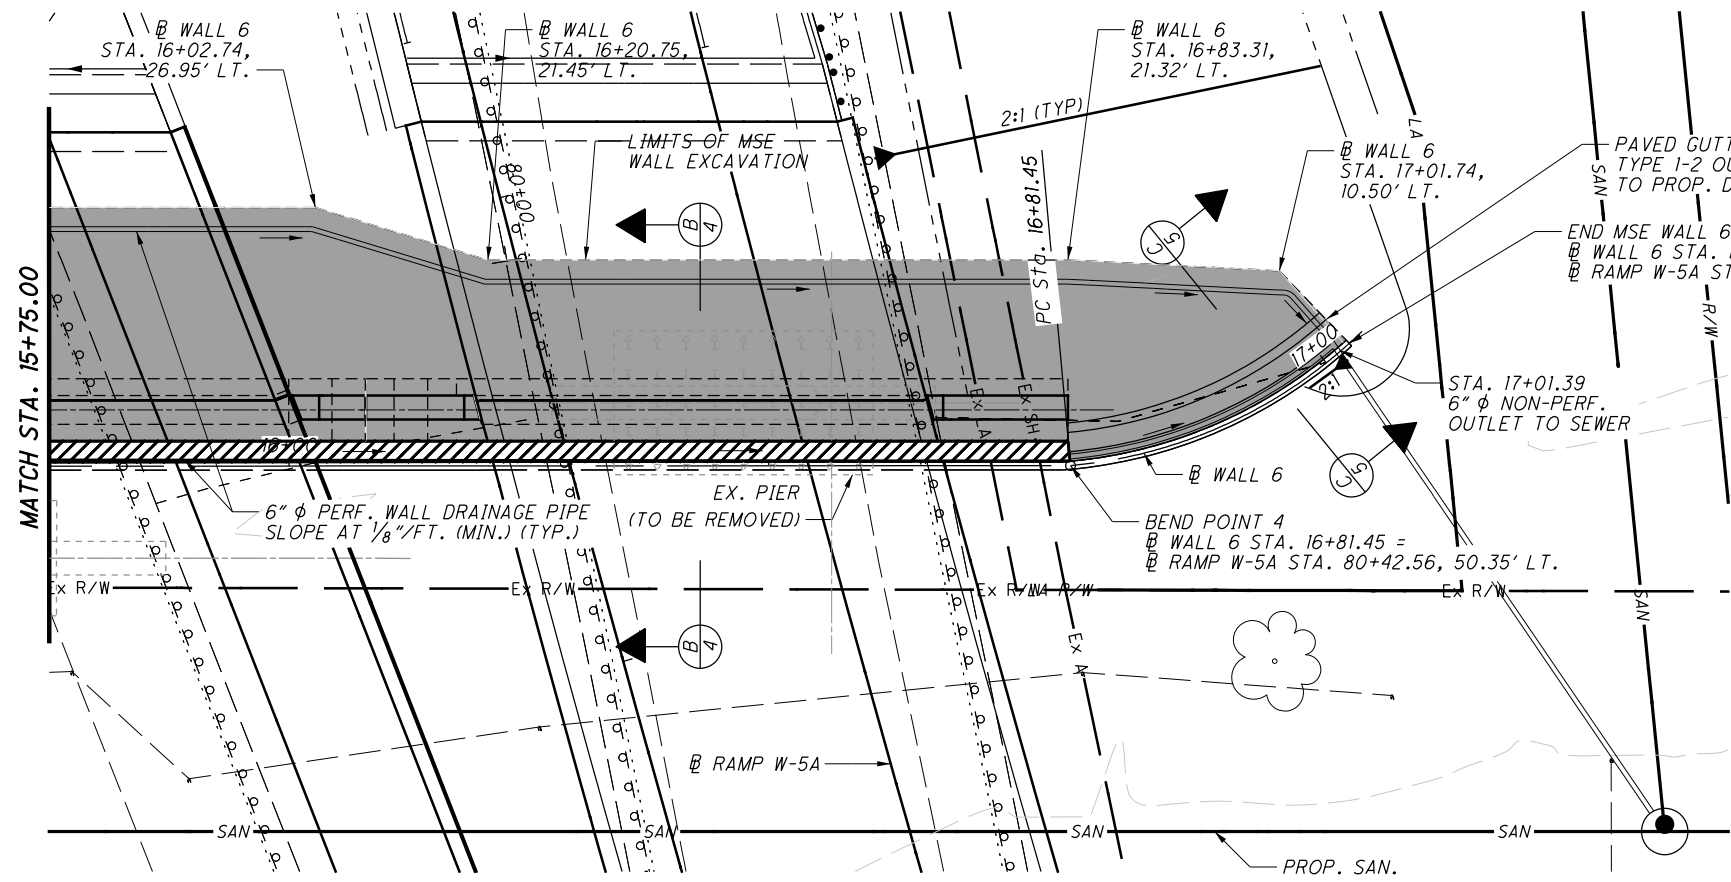 ℄ WALL 6
STA. 16+02.74,
26.95' LT.
℄ WALL 6
STA. 16+20.75,
21.45' LT.
℄ WALL 6
STA. 16+83.31,
21.32' LT.
2:1 (TYP)
LIMITS OF MSE
WALL EXCAVATION
80+00
B
4
PC Sta. 16+81.45
℄ WALL 6
STA. 17+01.74,
10.50' LT.
LA
SAN
PAVED GUTT
TYPE 1-2 OU
TO PROP. D
C
5
END MSE WALL 6
℄ WALL 6 STA. 1
℄ RAMP W-5A ST
R/W
MATCH STA. 15+75.00
17+00
2:1
STA. 17+01.39
6" ϕ NON-PERF.
OUTLET TO SEWER
Ex A
Ex SH
16+00
℄ WALL 6
C
5
6" ϕ PERF. WALL DRAINAGE PIPE
SLOPE AT 1/8"/FT. (MIN.) (TYP.)
EX. PIER
(TO BE REMOVED)
BEND POINT 4
℄ WALL 6 STA. 16+81.45 =
℄ RAMP W-5A STA. 80+42.56, 50.35' LT.
Ex R/W
Ex R/W
Ex R/W
LA R/W
Ex R/W
SAN
B
4
Ex A
℄ RAMP W-5A
SAN
SAN
SAN
SAN
PROP. SAN.